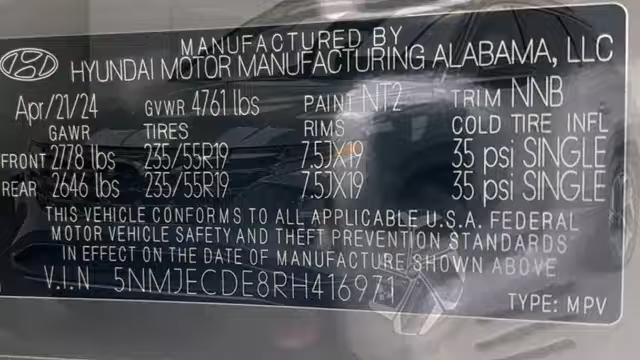 MANUFACTURED BY
HYUNDAI MOTOR MANUFACTURING ALABAMA, LLC
Apr/21/24 GVWR 4761 lbs PAINT NT2 TRIM NNB
GAWR TIRES RIMS COLD TIRE INFL
FRONT 2778 lbs 235/55R19 7.5JX19 35 psi SINGLE
REAR 2646 lbs 235/55R19 7.5JX19 35 psi SINGLE
THIS VEHICLE CONFORMS TO ALL APPLICABLE U.S.A. FEDERAL
MOTOR VEHICLE SAFETY AND THEFT PREVENTION STANDARDS
IN EFFECT ON THE DATE OF MANUFACTURE SHOWN ABOVE
V.I.N 5NMJECDE8RH416971
TYPE: MPV